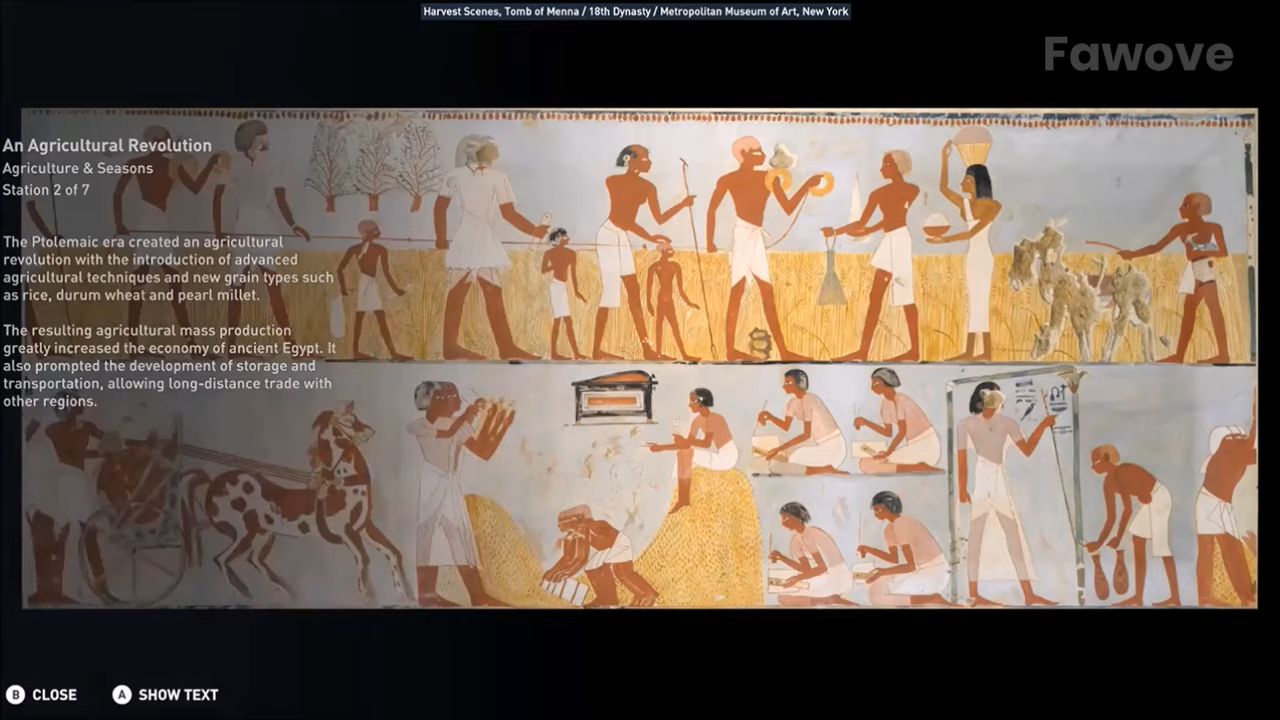 Harvest Scenes, Tomb of Menna / 18th Dynasty / Metropolitan Museum of Art, New York
Fawove
An Agricultural Revolution
Agriculture & Seasons
Station 2 of 7
The Ptolemaic era created an agricultural
revolution with the introduction of advanced
agricultural techniques and new grain types such
as rice, durum wheat and pearl millet.
The resulting agricultural mass production
greatly increased the economy of ancient Egypt. It
also prompted the development of storage and
transportation, allowing long-distance trade with
other regions.
B CLOSE
A SHOW TEXT